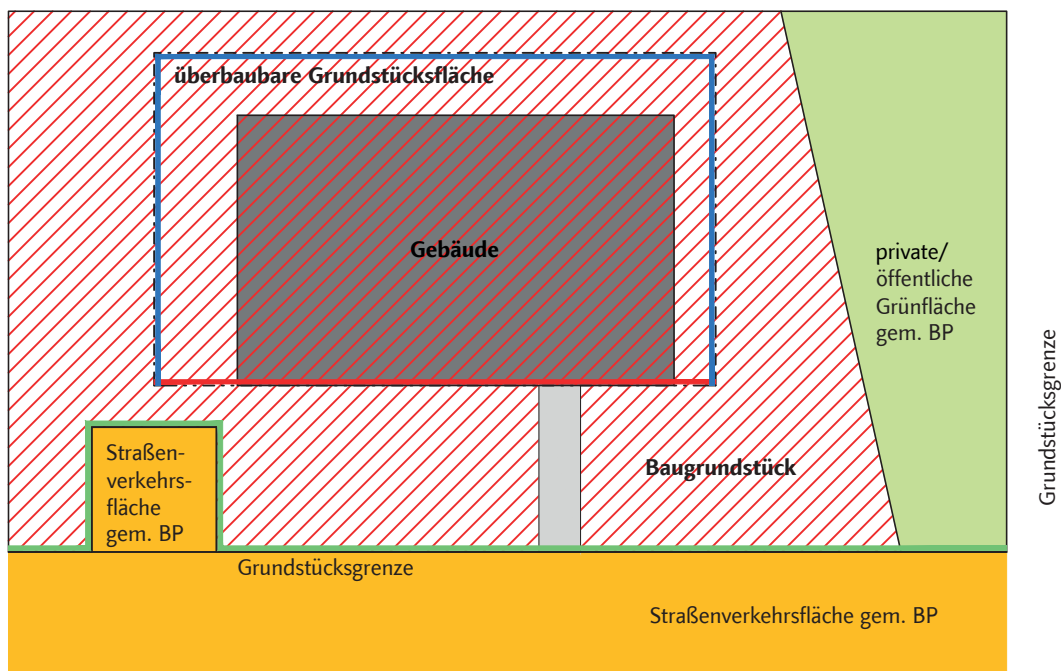 überbaubare Grundstücksfläche
Gebäude
private/
öffentliche
Grünfläche
gem. BP
Grundstücksgrenze
Straßen-
verkehrs-
fläche
gem. BP
Baugrundstück
Grundstücksgrenze
Straßenverkehrsfläche gem. BP